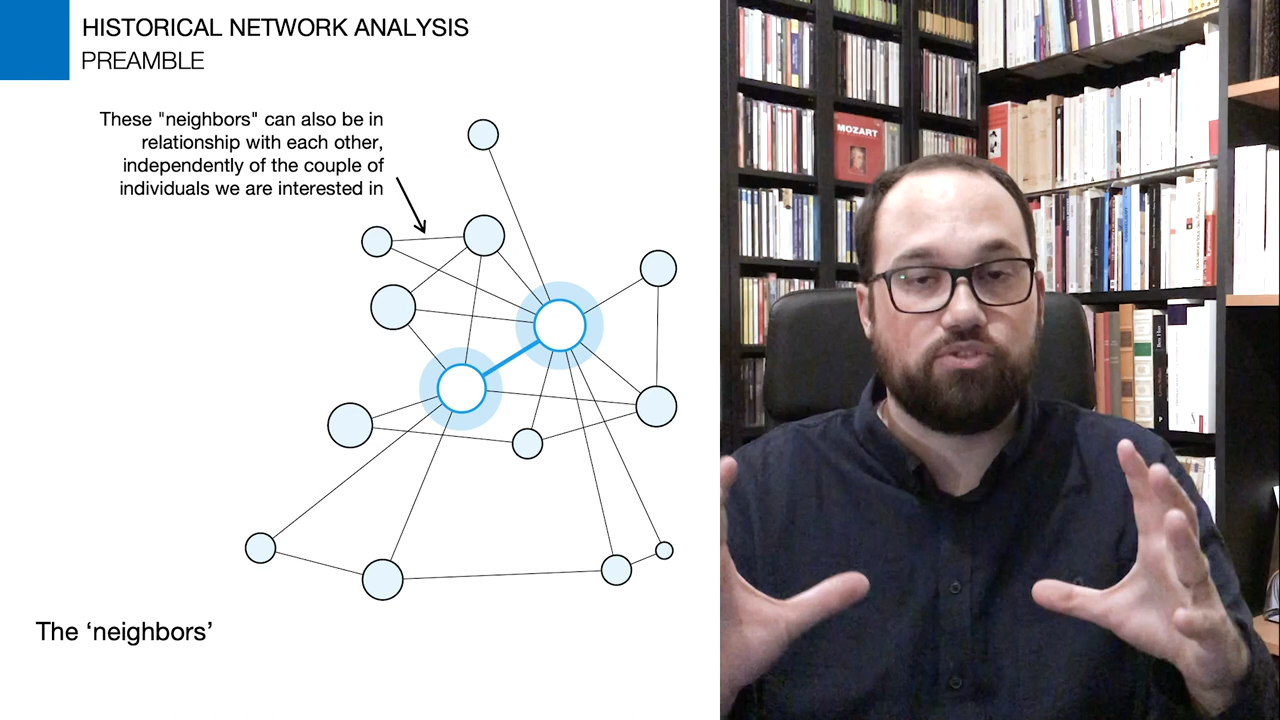 HISTORICAL NETWORK ANALYSIS
PREAMBLE
These "neighbors" can also be in
relationship with each other,
independently of the couple of
individuals we are interested in
The ‘neighbors’
MOZART